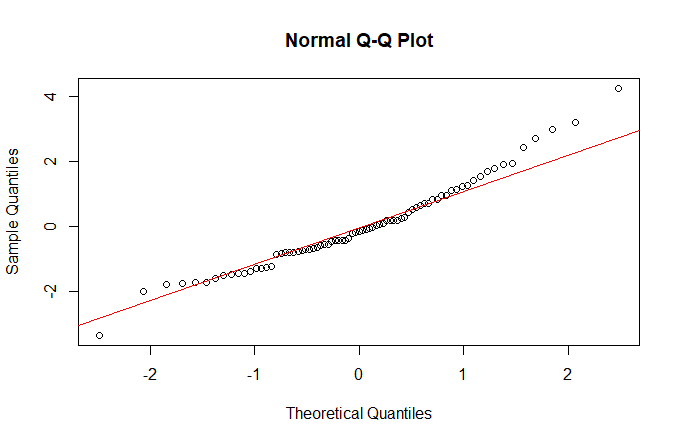 Normal Q-Q Plot
Sample Quantiles
4
2
0
-2
-2 -1 0 1 2
Theoretical Quantiles